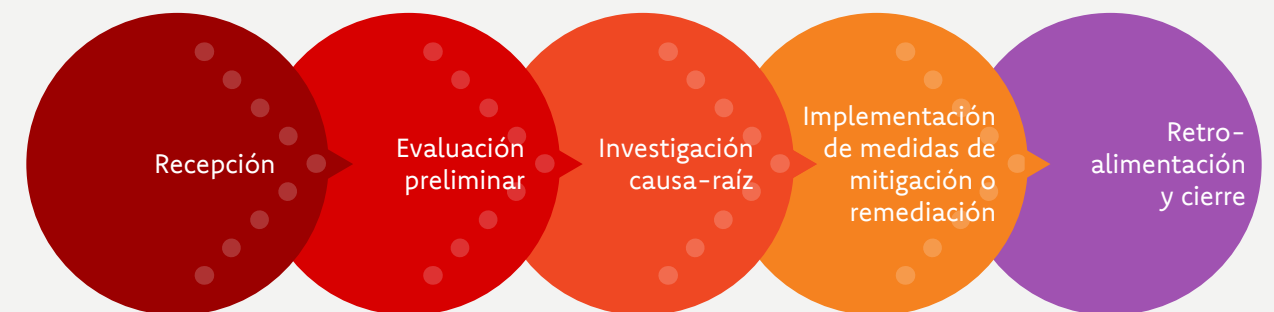 Recepción
Evaluación
preliminar
Investigación
causa-raíz
Implementación
de medidas de
mitigación o
remediación
Retro-
alimentación
y cierre